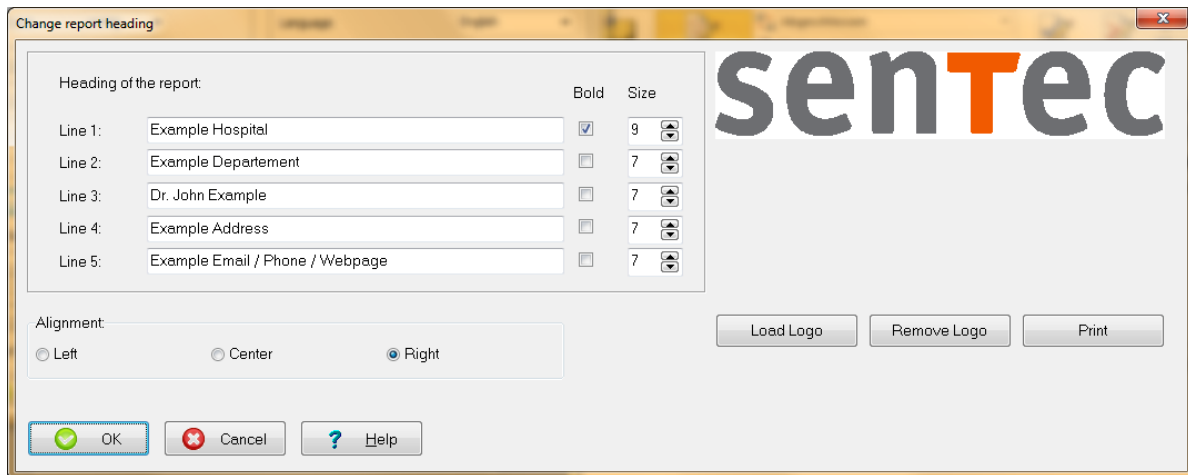 Change report heading
Language English
x
Heading of the report:
Bold Size
senTec
Line 1: Example Hospital 9
Line 2: Example Departement 7
Line 3: Dr. John Example 7
Line 4: Example Address 7
Line 5: Example Email / Phone / Webpage 7
Alignment:
Left Center Right
Load Logo Remove Logo Print
OK Cancel ? Help